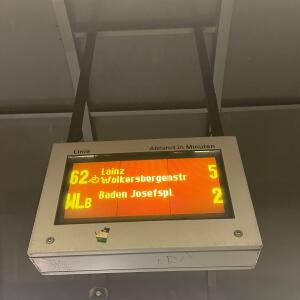 Linie Abfahrt in Minuten
62 Lainz
Wolkersbergenstr 5
WLB Baden Josefspl. 2